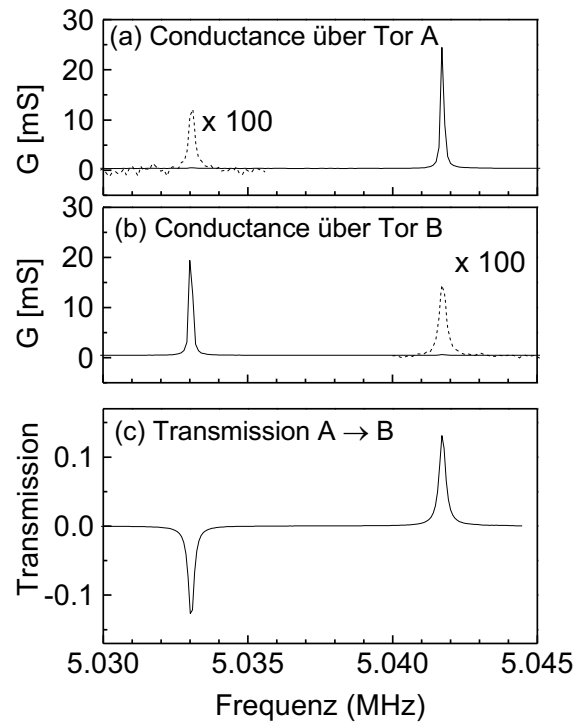 30
(a) Conductance über Tor A
20
x 100
10
0
G [mS]
30
(b) Conductance über Tor B
20
x 100
10
0
G [mS]
(c) Transmission A → B
0.1
0.0
-0.1
Transmission
5.030 5.035 5.040 5.045
Frequenz (MHz)